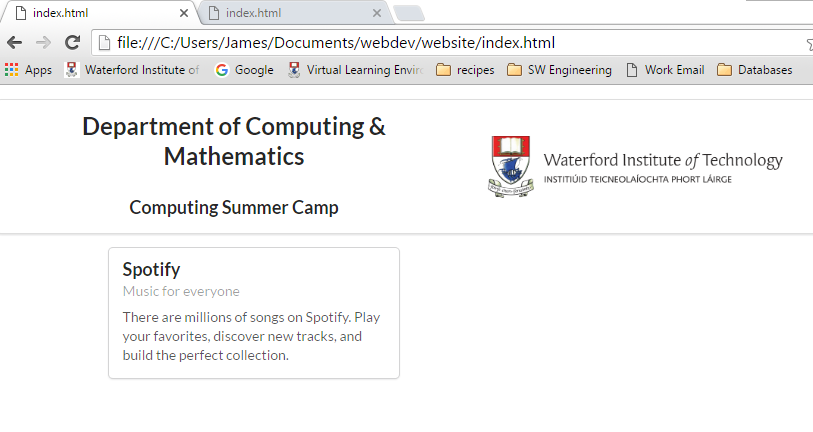 index.html
index.html
file:///C:/Users/James/Documents/webdev/website/index.html
Apps Waterford Institute of Google Virtual Learning Envir recipes SW Engineering Work Email Databases
Department of Computing &
Mathematics
Computing Summer Camp
Waterford Institute of Technology
INSTITIÚID TEICNEOLAÍOCHTA PHORT LÁIRGE
Spotify
Music for everyone
There are millions of songs on Spotify. Play
your favorites, discover new tracks, and
build the perfect collection.